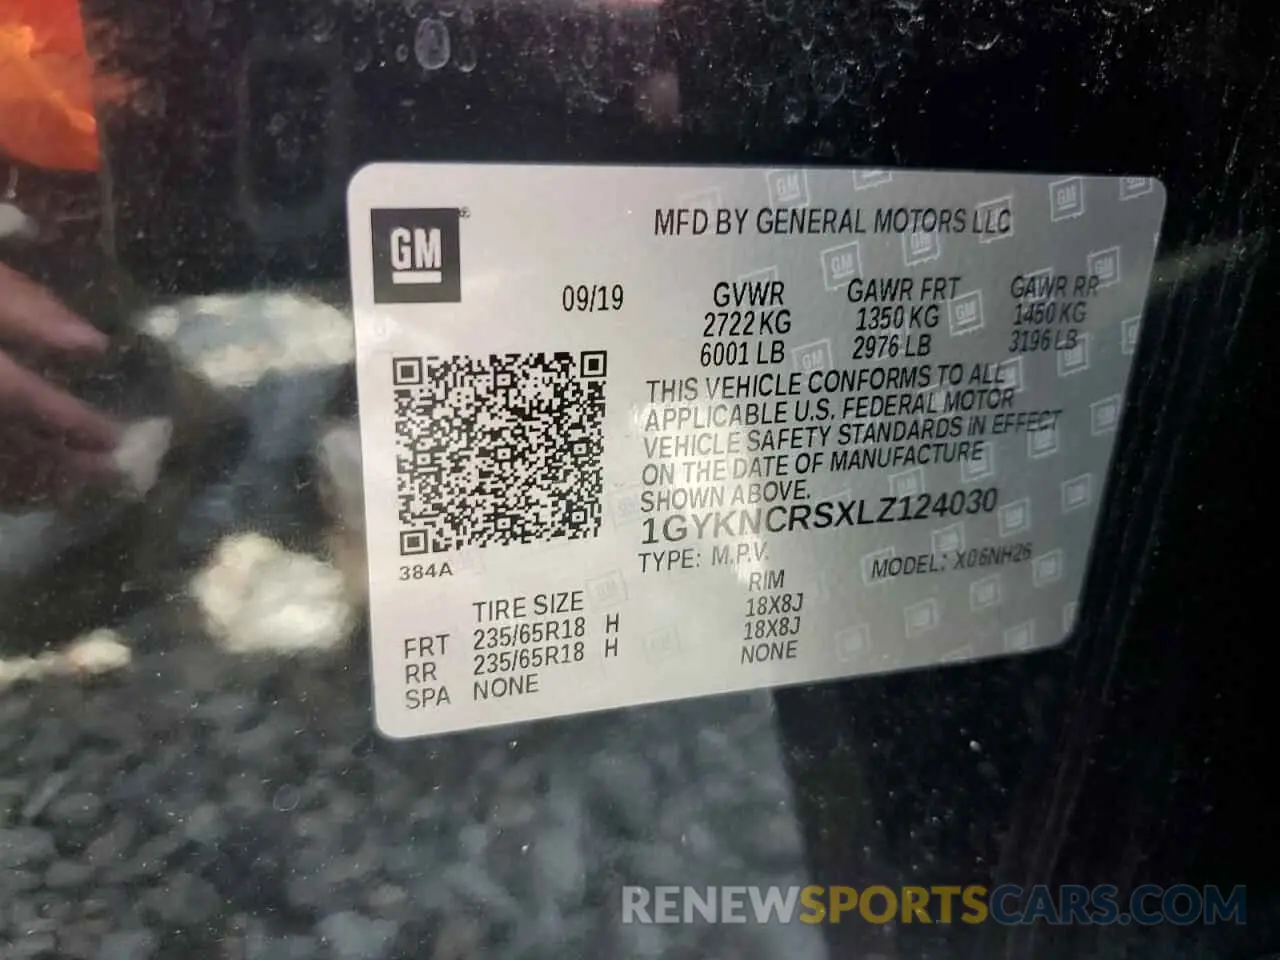 GM ®
MFD BY GENERAL MOTORS LLC
09/19
GVWR GAWR FRT GAWR RR
2722 KG 1350 KG 1450 KG
6001 LB 2976 LB 3196 LB
THIS VEHICLE CONFORMS TO ALL
APPLICABLE U.S. FEDERAL MOTOR
VEHICLE SAFETY STANDARDS IN EFFECT
ON THE DATE OF MANUFACTURE
SHOWN ABOVE.
1GYKNCRSXLZ124030
TYPE: M.P.V. MODEL: X06NH26
384A
TIRE SIZE RIM
FRT 235/65R18 H 18X8J
RR 235/65R18 H 18X8J
SPA NONE NONE
RENEWSPORTSCARS.COM